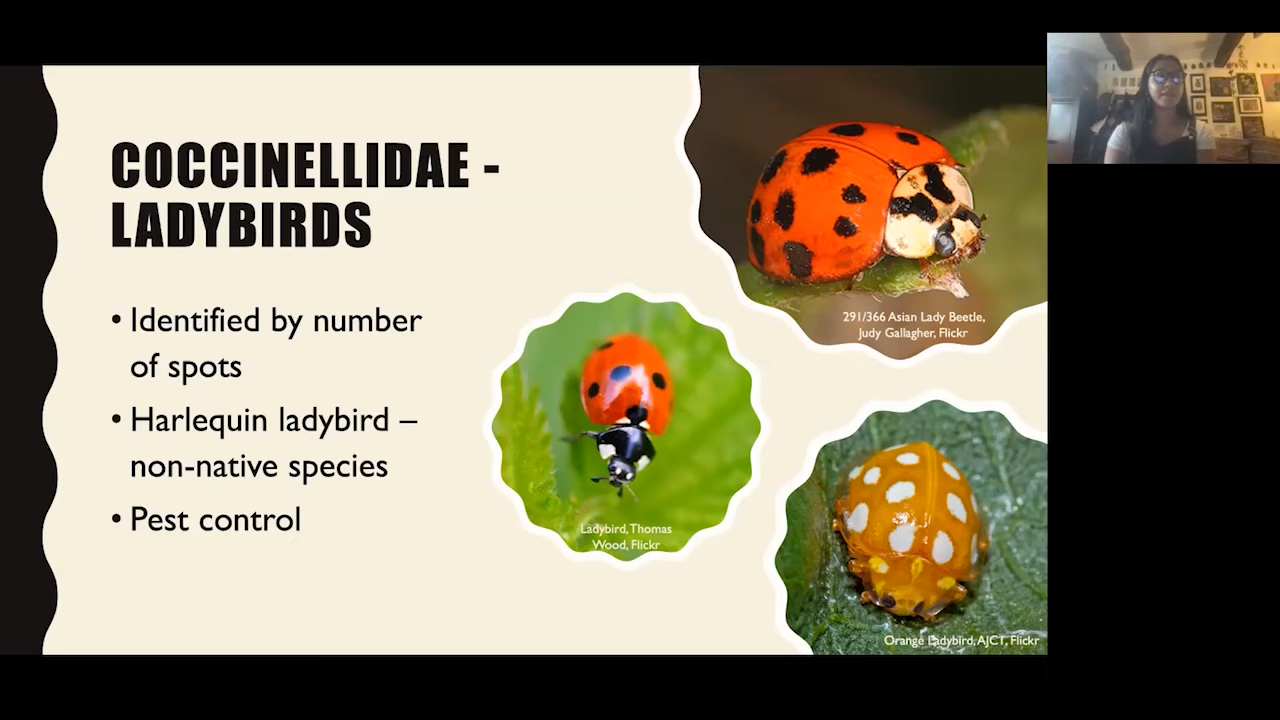 COCCINELLIDAE -
LADYBIRDS
• Identified by number
of spots
• Harlequin ladybird –
non-native species
• Pest control
291/366 Asian Lady Beetle,
Judy Gallagher, Flickr
Ladybird, Thomas
Wood, Flickr
Orange Ladybird, AJC1, Flickr